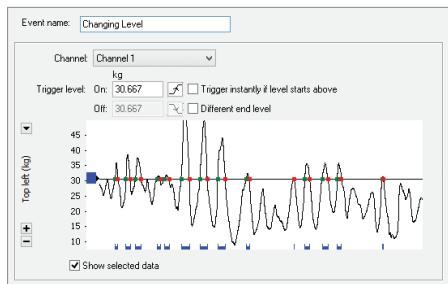 Event name: Changing Level
Channel: Channel 1
kg
Trigger level: On: 30.667 Trigger instantly if level starts above
Off: 30.667 Different end level
Top left (kg)
45
40
35
30
25
20
15
10
Show selected data